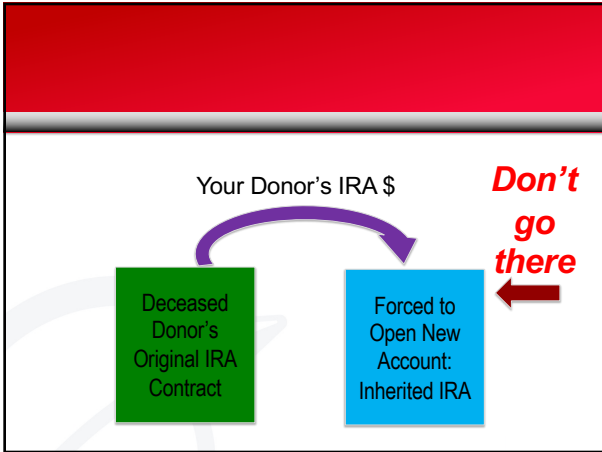 Your Donor's IRA $
Don't
go
there
Deceased
Donor's
Original IRA
Contract
Forced to
Open New
Account:
Inherited IRA